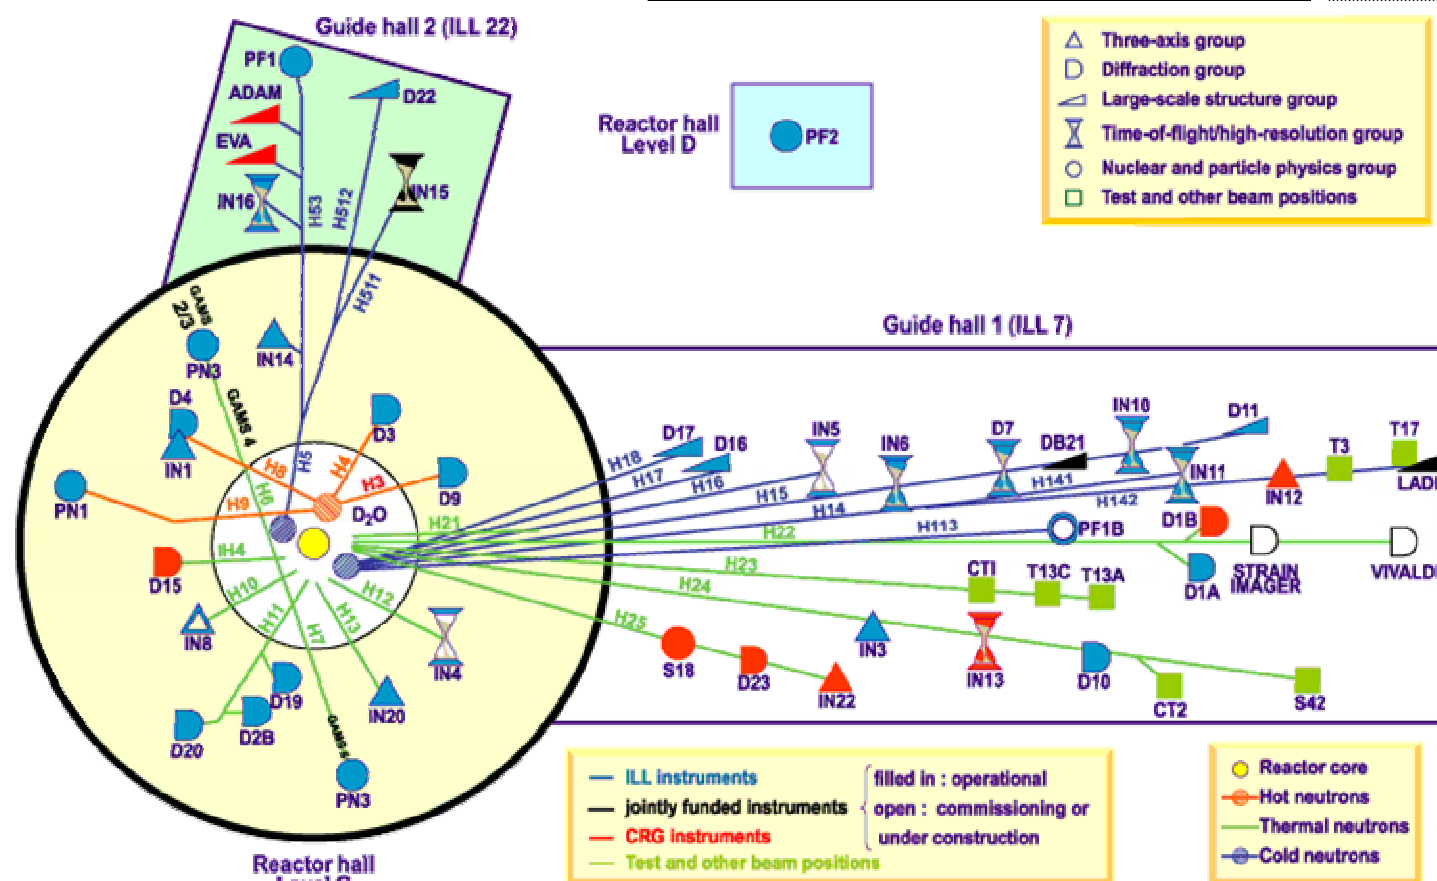 Guide hall 2 (ILL 22)
PF1
ADAM
D22
EVA
IN16
IN15
H53
H512
H511
Reactor hall
Level D
PF2
Three-axis group
Diffraction group
Large-scale structure group
Time-of-flight/high-resolution group
Nuclear and particle physics group
Test and other beam positions
GAMS
2/3
PN3
IN14
GAMS 4
D4
IN1
D3
H5
H8
H4
H3
H6
H9
D9
PN1
D2O
IH4
D15
H10
IN8
H11
H7
H13
H12
IN4
D19
D2B
D20
IN20
GAMS 5
PN3
Reactor hall
Guide hall 1 (ILL 7)
H18
D17
H17
D16
H16
IN5
H15
IN6
H14
D7
DB21
IN10
D11
H141
IN11
H142
IN12
T3
T17
LADI
H21
H113
PF1B
H22
D1B
D1A
STRAIN
IMAGER
VIVALDI
H23
CTI
T13C
T13A
H24
IN3
IN13
D10
CT2
S42
H25
S18
D23
IN22
ILL instruments
jointly funded instruments
CRG instruments
Test and other beam positions
filled in : operational
open : commissioning or
under construction
Reactor core
Hot neutrons
Thermal neutrons
Cold neutrons